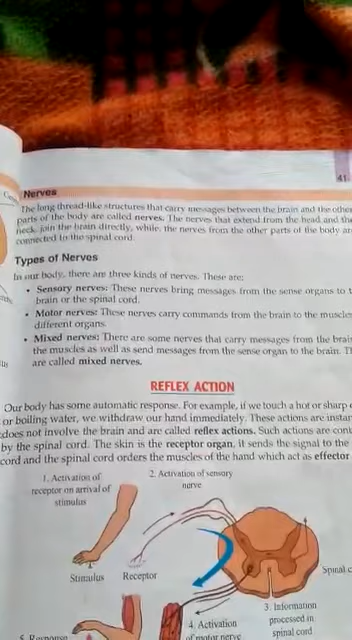 41
Nerves
The long thread-like structures that carry messages between the brain and the other
parts of the body are called nerves. The nerves that extend from the head and the
neck, join the brain directly, while, the nerves from the other parts of the body are
connected to the spinal cord.
Types of Nerves
In our body, there are three kinds of nerves. These are:
• Sensory nerves: These nerves bring messages from the sense organs to
brain or the spinal cord.
• Motor nerves: These nerves carry commands from the brain to the muscles
different organs.
• Mixed nerves: There are some nerves that carry messages from the brain
the muscles as well as send messages from the sense organ to the brain.
are called mixed nerves.
REFLEX ACTION
Our body has some automatic response. For example, if we touch a hot or sharp
or boiling water, we withdraw our hand immediately. These actions are instan
does not involve the brain and are called reflex actions. Such actions are cont
by the spinal cord. The skin is the receptor organ, it sends the signal to the
cord and the spinal cord orders the muscles of the hand which act as effector
1. Activation of
receptor on arrival of
stimulus
2. Activation of sensory
nerve
Stimulus
Receptor
Spinal c
3. Information
processed in
spinal cord
4. Activation
of motor nerve
5. Response